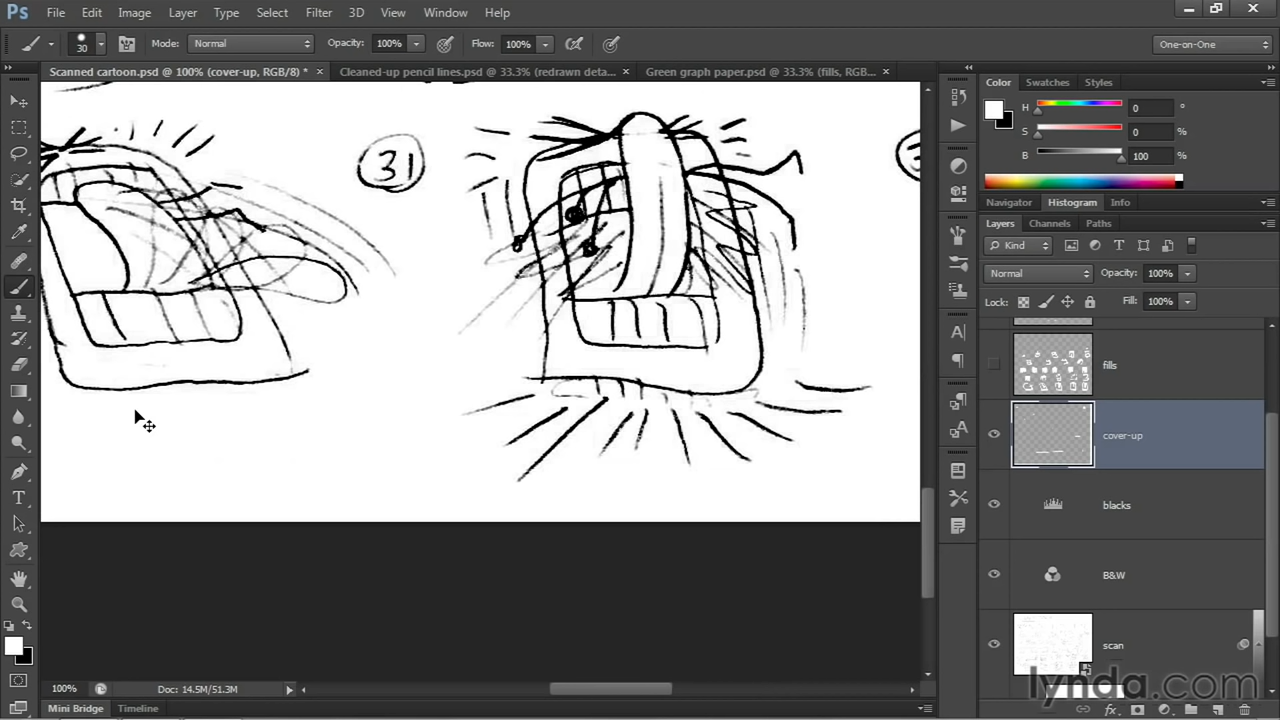 Ps File Edit Image Layer Type Select Filter 3D View Window Help
30 Mode: Normal Opacity: 100% Flow: 100% One-on-One
Scanned cartoon.psd @ 100% (cover-up, RGB/8) * × Cleaned-up pencil lines.psd @ 33.3% (redrawn deta... × Green graph paper.psd @ 33.3% (fills, RGB... ×
Color Swatches Styles
H 0 °
S 0 %
B 100 %
31
Navigator Histogram Info
Layers Channels Paths
Kind
Normal Opacity: 100%
Lock: Fill: 100%
fills
cover-up
blacks
B&W
scan
lynda.com
100% Doc: 14.5M/51.3M
Mini Bridge Timeline
fx